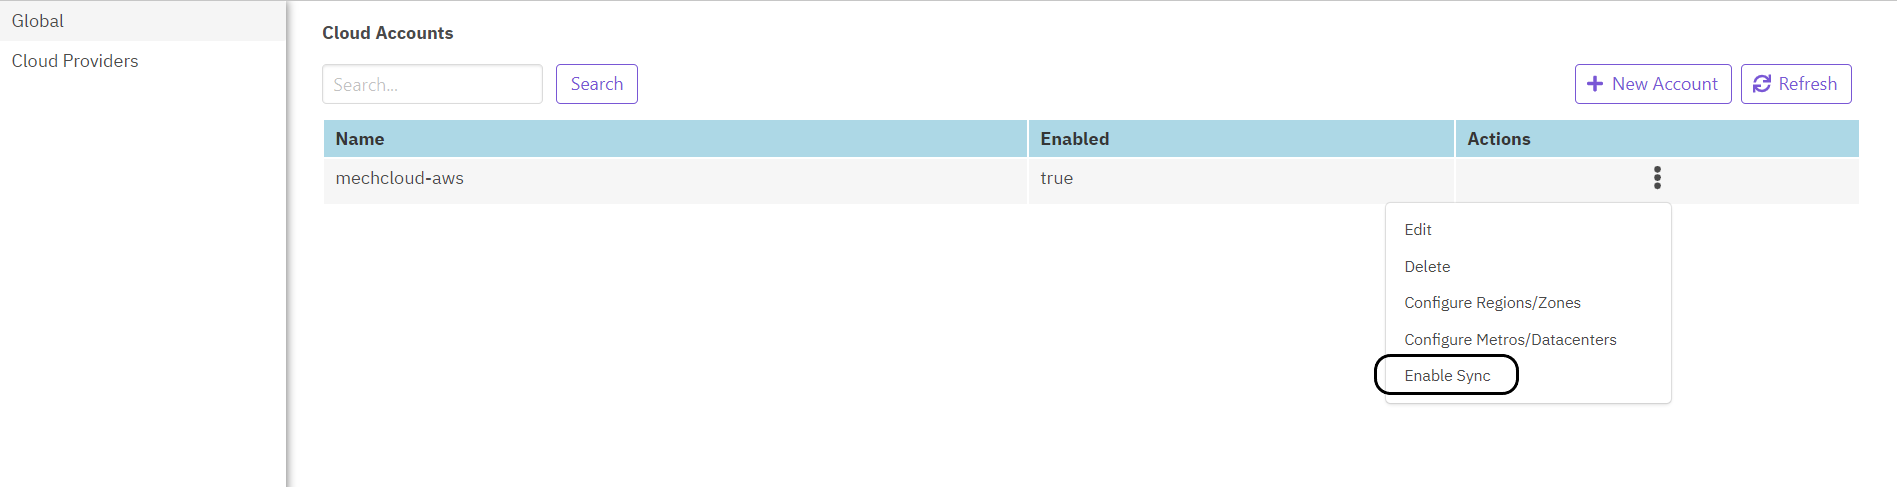 Global
Cloud Providers
Cloud Accounts
Search...
Search
New Account
Refresh
Name Enabled Actions
mechcloud-aws true
Edit
Delete
Configure Regions/Zones
Configure Metros/Datacenters
Enable Sync